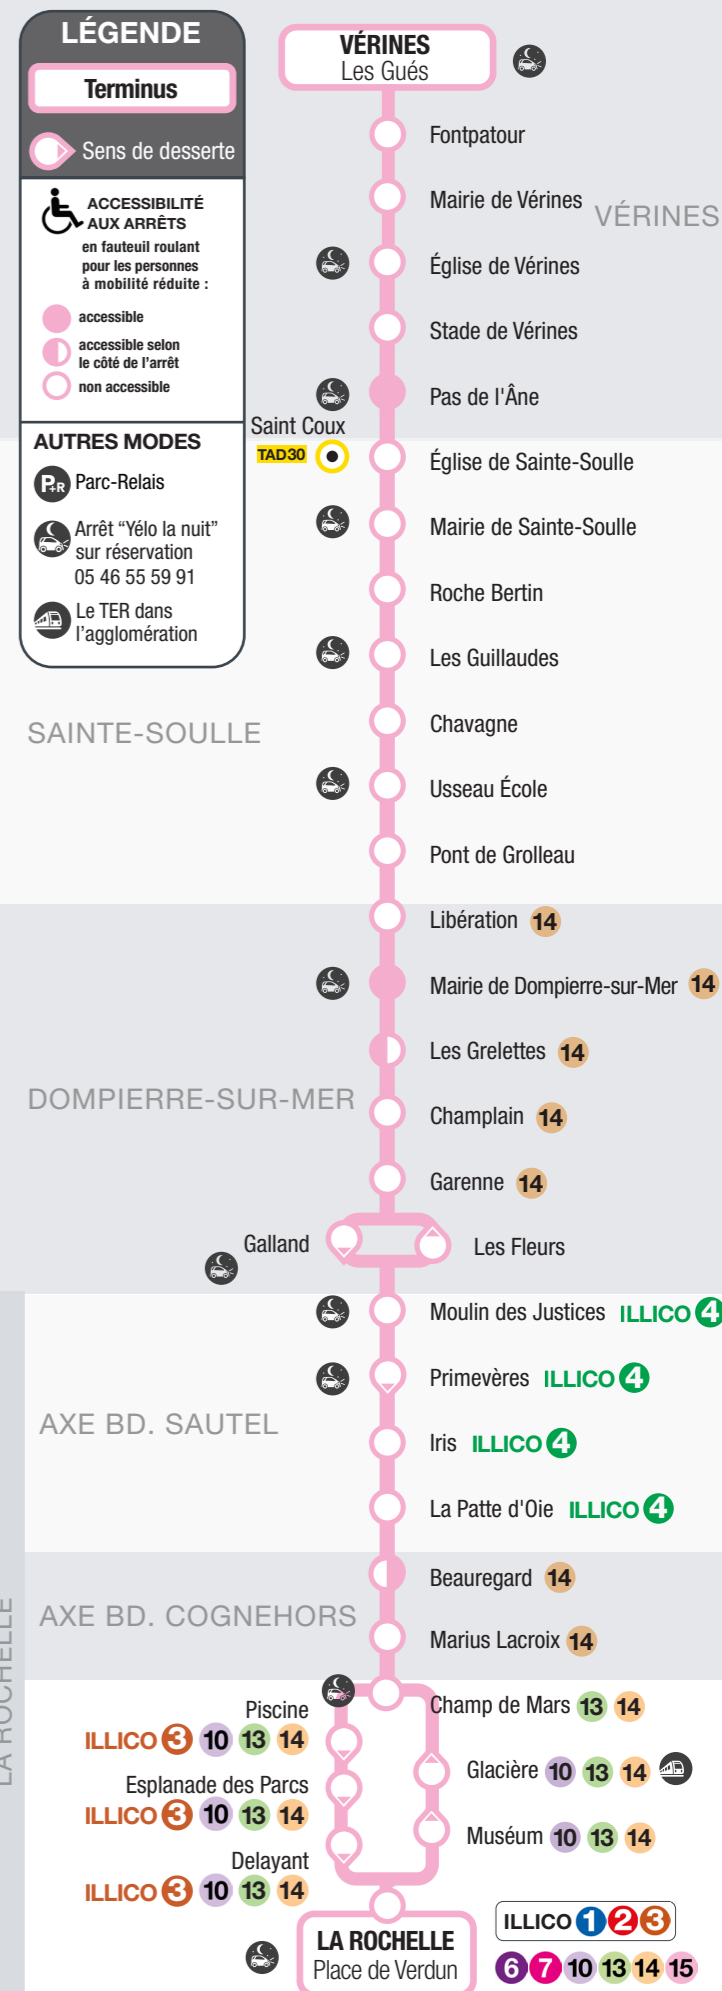 LÉGENDE
Terminus
Sens de desserte
ACCESSIBILITÉ
AUX ARRÊTS
en fauteuil roulant
pour les personnes
à mobilité réduite :
accessible
accessible selon
le côté de l'arrêt
non accessible
AUTRES MODES
P+R Parc-Relais
Arrêt “Yélo la nuit”
sur réservation
05 46 55 59 91
Le TER dans
l'agglomération
VÉRINES
Les Gués
Fontpatour
Mairie de Vérines
VÉRINES
Église de Vérines
Stade de Vérines
Pas de l'Âne
Saint Coux
TAD30
Église de Sainte-Soulle
Mairie de Sainte-Soulle
Roche Bertin
Les Guillaudes
SAINTE-SOULLE
Chavagne
Usseau École
Pont de Grolleau
Libération 14
Mairie de Dompierre-sur-Mer 14
Les Grelettes 14
DOMPIERRE-SUR-MER
Champlain 14
Garenne 14
Galland
Les Fleurs
Moulin des Justices ILLICO 4
Primevères ILLICO 4
AXE BD. SAUTEL
Iris ILLICO 4
La Patte d'Oie ILLICO 4
Beauregard 14
AXE BD. COGNEHORS
Marius Lacroix 14
LA ROCHELLE
Champ de Mars 13 14
Piscine
ILLICO 3 10 13 14
Glacière 10 13 14
Esplanade des Parcs
ILLICO 3 10 13 14
Muséum 10 13 14
Delayant
ILLICO 3 10 13 14
LA ROCHELLE
Place de Verdun
ILLICO 1 2 3
6 7 10 13 14 15